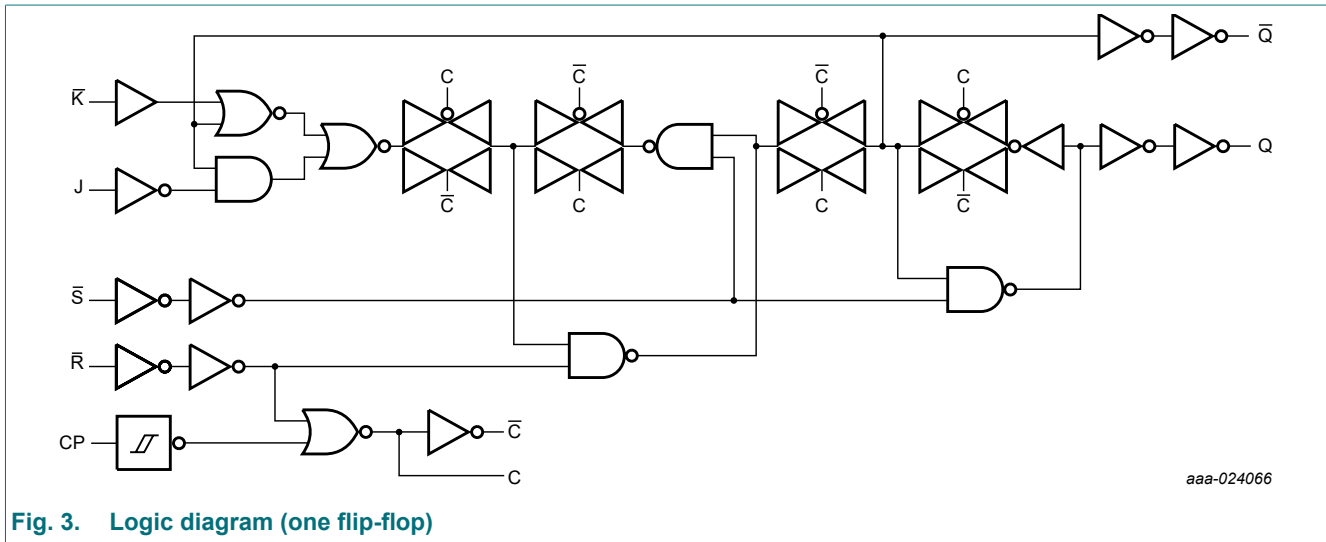 Q̅
C
C̅
C̅
C
K̅
Q
J
C̅
C
C
C̅
S̅
R̅
CP
C̅
C
aaa-024066
Fig. 3. Logic diagram (one flip-flop)